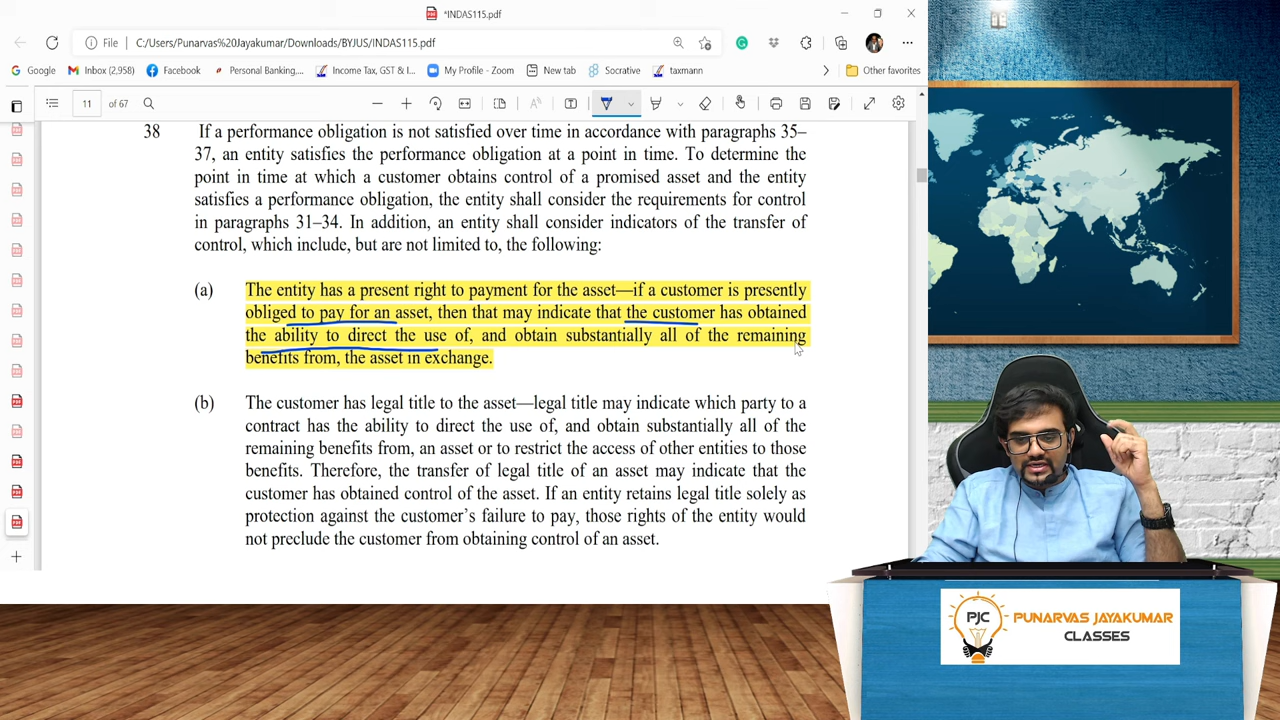 *INDAS115.pdf
File
C:/Users/Punarvas%20Jayakumar/Downloads/BYJUS/INDAS115.pdf
Google
Inbox (2,958)
Facebook
Personal Banking,...
Income Tax, GST & I...
My Profile - Zoom
New tab
Socrative
taxmann
Other favorites
11 of 67
38 If a performance obligation is not satisfied over time in accordance with paragraphs 35–
37, an entity satisfies the performance obligation at a point in time. To determine the
point in time at which a customer obtains control of a promised asset and the entity
satisfies a performance obligation, the entity shall consider the requirements for control
in paragraphs 31–34. In addition, an entity shall consider indicators of the transfer of
control, which include, but are not limited to, the following:
(a) The entity has a present right to payment for the asset—if a customer is presently
obliged to pay for an asset, then that may indicate that the customer has obtained
the ability to direct the use of, and obtain substantially all of the remaining
benefits from, the asset in exchange.
(b) The customer has legal title to the asset—legal title may indicate which party to a
contract has the ability to direct the use of, and obtain substantially all of the
remaining benefits from, an asset or to restrict the access of other entities to those
benefits. Therefore, the transfer of legal title of an asset may indicate that the
customer has obtained control of the asset. If an entity retains legal title solely as
protection against the customer's failure to pay, those rights of the entity would
not preclude the customer from obtaining control of an asset.
PJC
PUNARVAS JAYAKUMAR
CLASSES